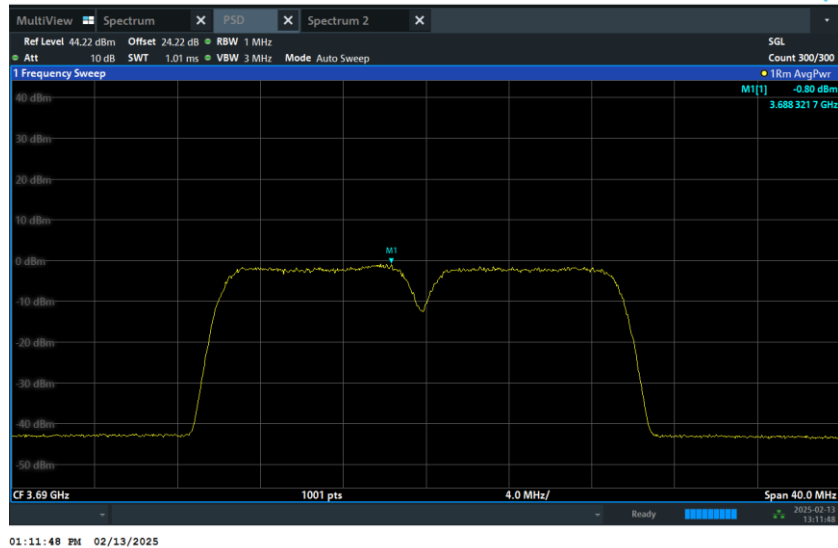 MultiView Spectrum X PSD X Spectrum 2 X
Ref Level 44.22 dBm Offset 24.22 dB RBW 1 MHz SGL
Att 10 dB SWT 1.01 ms VBW 3 MHz Mode Auto Sweep Count 300/300
1 Frequency Sweep 1Rm AvgPwr
M1[1] -0.80 dBm
3.688 321 7 GHz
40 dBm
30 dBm
20 dBm
10 dBm
M1
0 dBm
-10 dBm
-20 dBm
-30 dBm
-40 dBm
-50 dBm
CF 3.69 GHz 1001 pts 4.0 MHz/ Span 40.0 MHz
Ready 2025-02-13
13:11:48
01:11:48 PM 02/13/2025